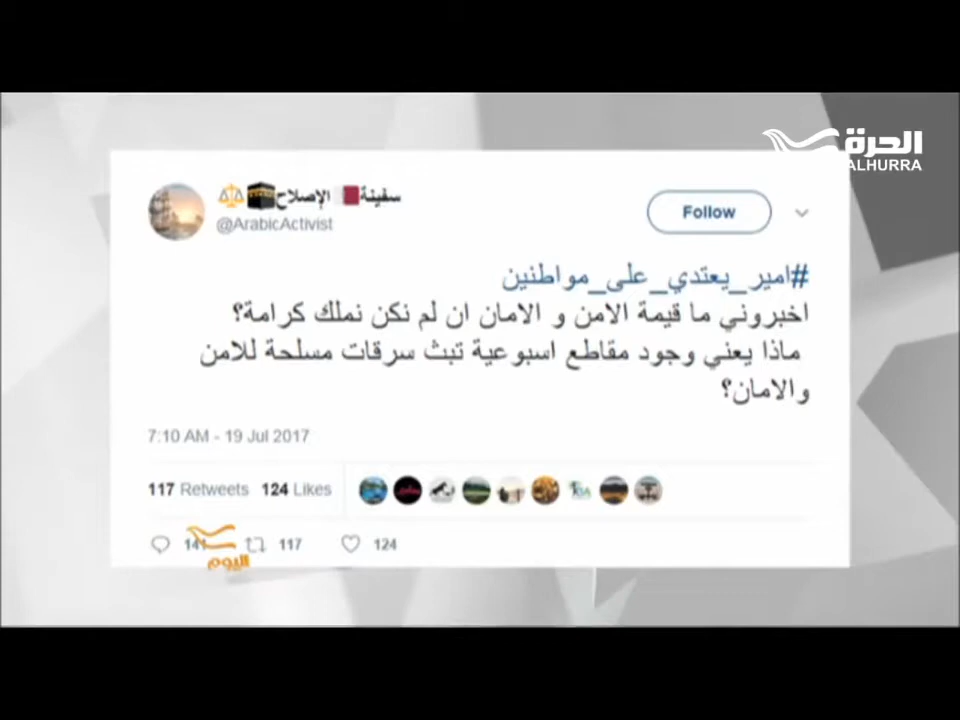 الحرة
ALHURRA
سفينة🇶🇦 الإصلاح🕋⚖
@ArabicActivist
Follow
#امير_يعتدي_على_مواطنين
اخبروني ما قيمة الامن و الامان ان لم نكن نملك كرامة؟
ماذا يعني وجود مقاطع اسبوعية تبث سرقات مسلحة للامن
والامان؟
7:10 AM - 19 Jul 2017
117 Retweets 124 Likes
117 124
اليوم